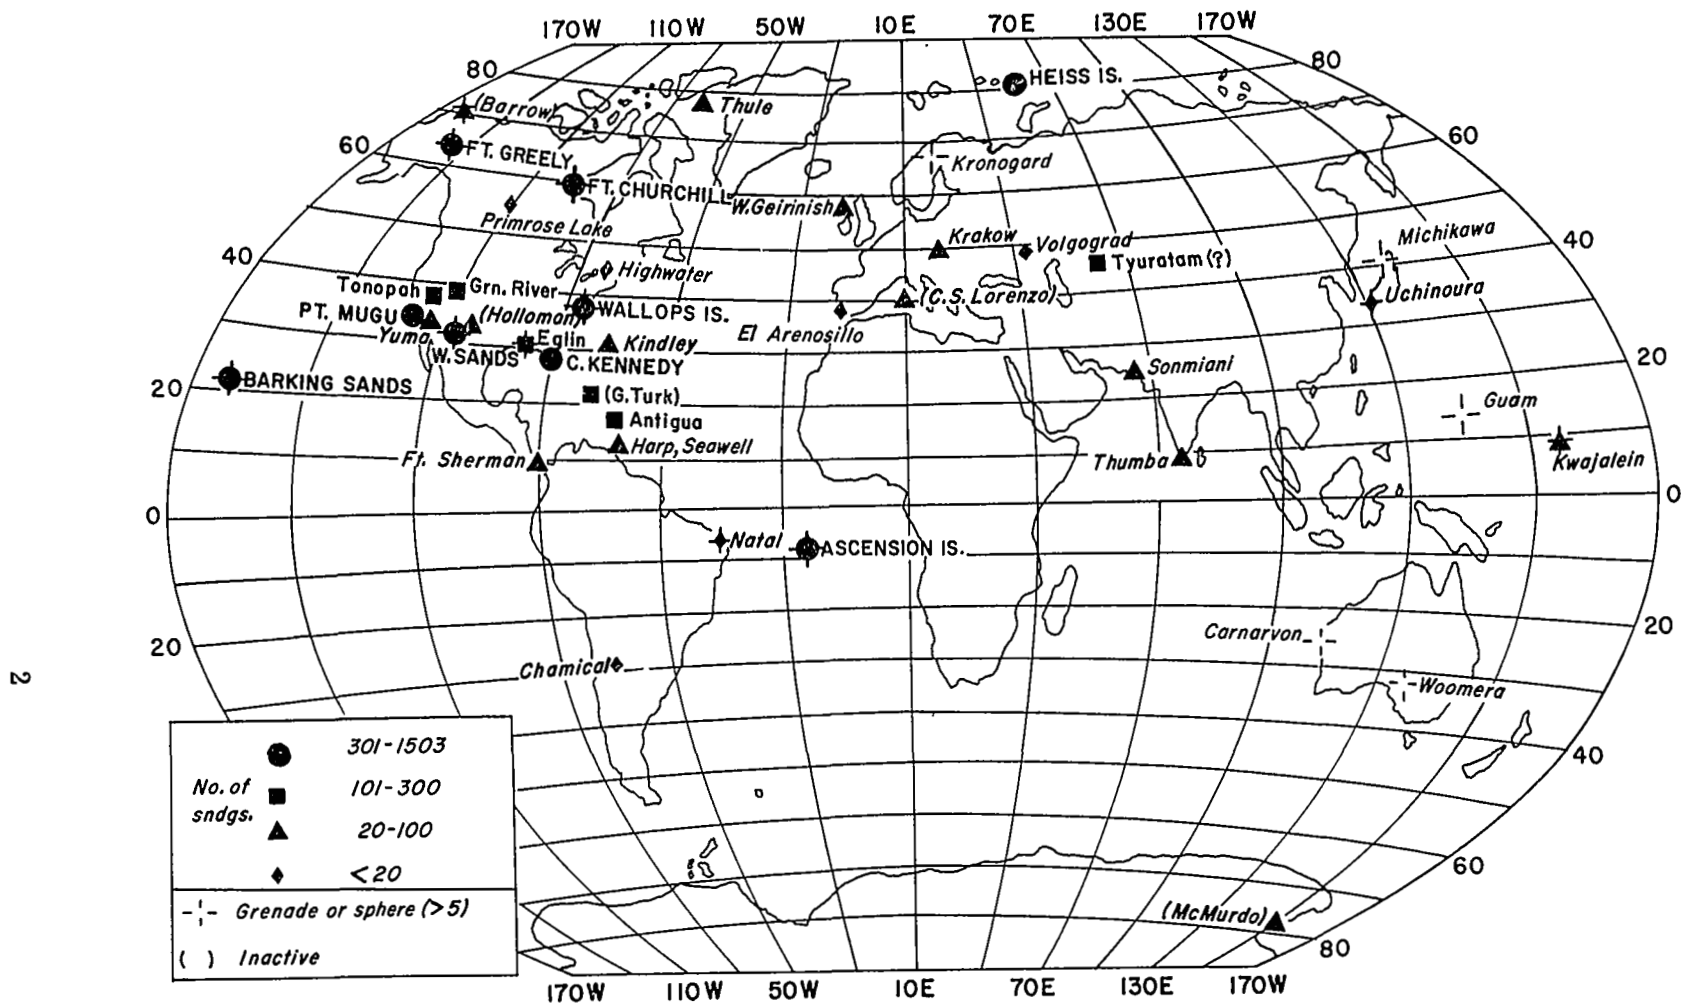 170W 110W 50W 10E 70E 130E 170W
80 80
HEISS IS.
(Barrow)
Thule
60 60
FT. GREELY
Kronogard
FT. CHURCHILL
W. Geirinish
Primrose Lake
Krakow
Volgograd
Michikawa
40 40
Highwater
Tyuratam (?)
Tonopah
Grn. River
(C.S. Lorenzo)
Uchinoura
PT. MUGU
(Holloman)
WALLOPS IS.
Yuma
El Arenosillo
Eglin
Kindley
W. SANDS
C. KENNEDY
Sonmiani
20
BARKING SANDS
20
(G. Turk)
Guam
Antigua
Harp, Seawell
Ft. Sherman
Thumba
Kwajalein
0 0
Natal
ASCENSION IS.
20 20
Carnarvon
Chamical
Woomera
2
301-1503
No. of
sndgs.
101-300
20-100
<20
Grenade or sphere (>5)
( ) Inactive
40
60
(McMurdo)
80
170W 110W 50W 10E 70E 130E 170W